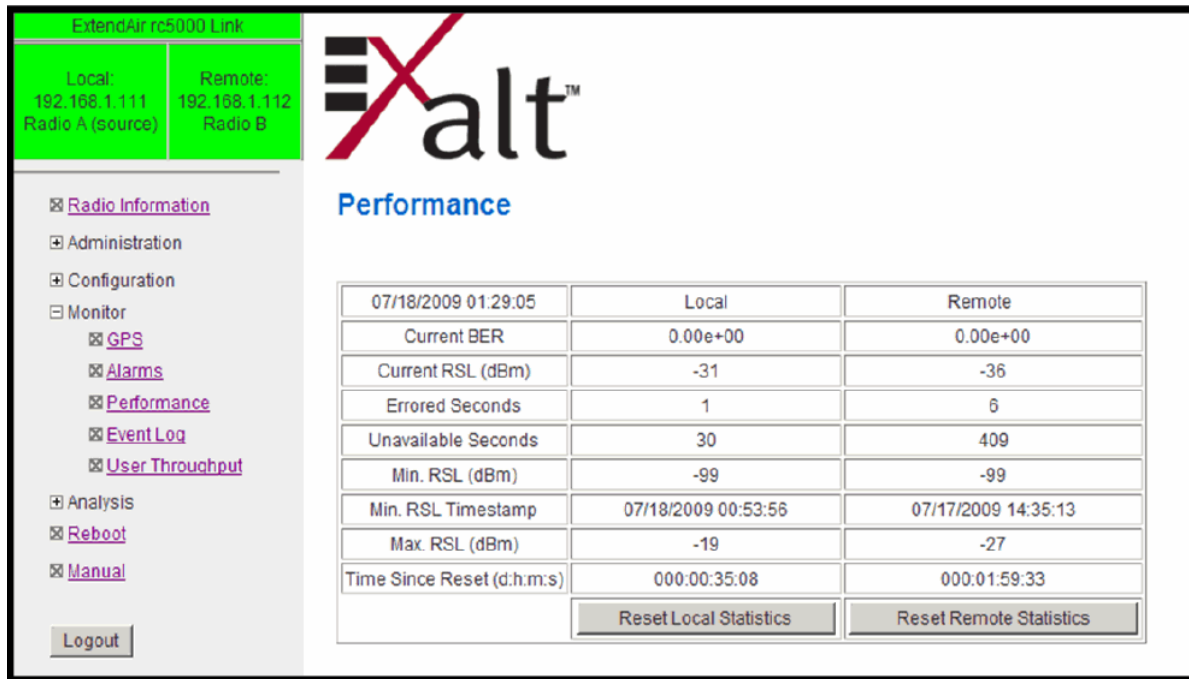 ExtendAir rc5000 Link
Local:
192.168.1.111
Radio A (source)
Remote:
192.168.1.112
Radio B
Exalt™
Radio Information
Administration
Configuration
Monitor
GPS
Alarms
Performance
Event Log
User Throughput
Analysis
Reboot
Manual
Logout
Performance
07/18/2009 01:29:05 Local Remote
Current BER 0.00e+00 0.00e+00
Current RSL (dBm) -31 -36
Errored Seconds 1 6
Unavailable Seconds 30 409
Min. RSL (dBm) -99 -99
Min. RSL Timestamp 07/18/2009 00:53:56 07/17/2009 14:35:13
Max. RSL (dBm) -19 -27
Time Since Reset (d:h:m:s) 000:00:35:08 000:01:59:33
Reset Local Statistics Reset Remote Statistics